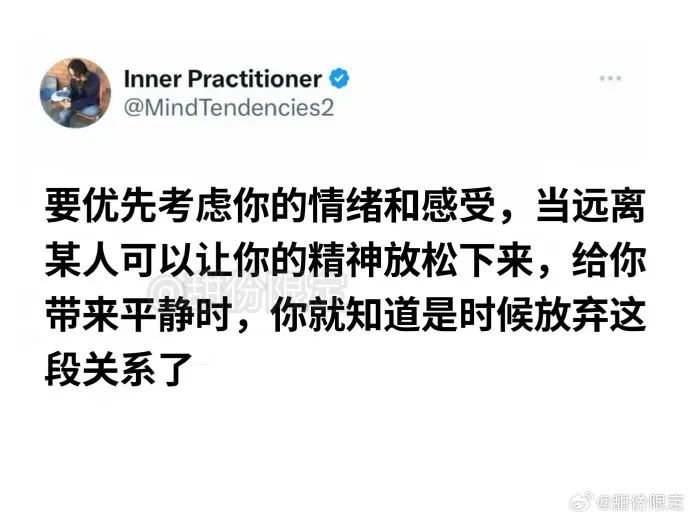 Inner Practitioner
@MindTendencies2
要优先考虑你的情绪和感受，当远离
某人可以让你的精神放松下来，给你
带来平静时，你就知道是时候放弃这
段关系了
@甜份限定
@甜份限定